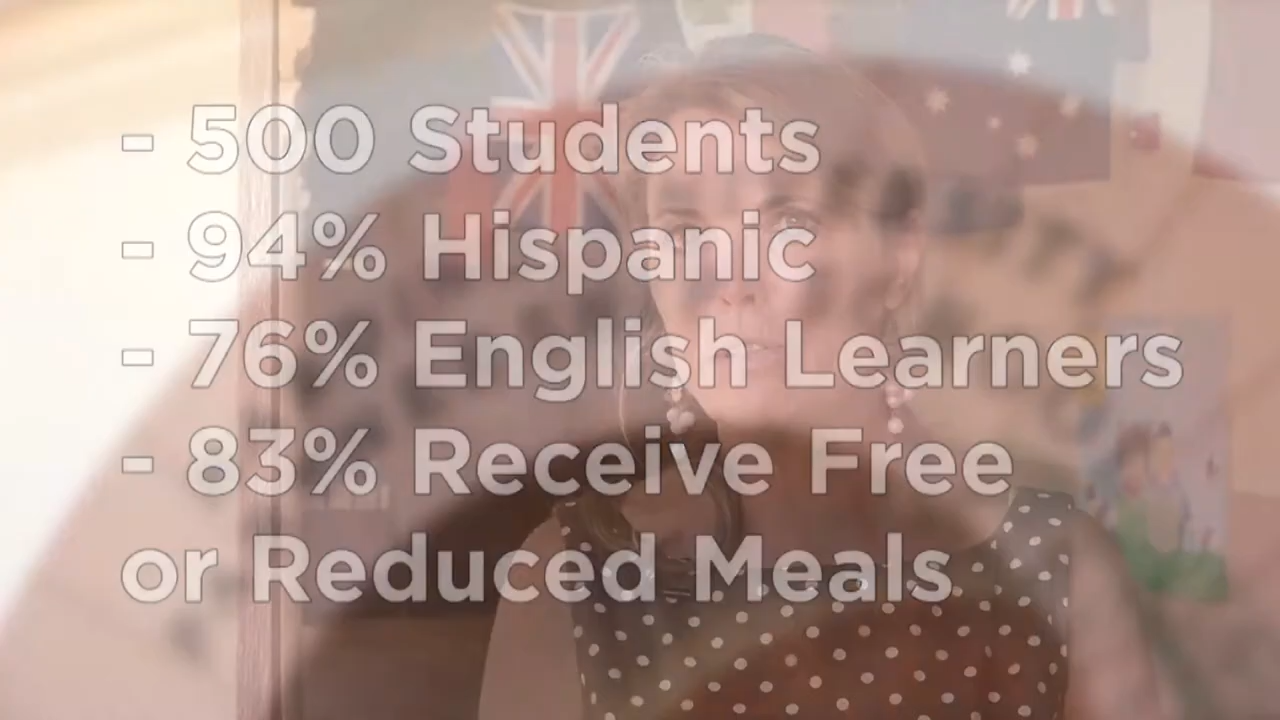 - 500 Students
- 94% Hispanic
- 76% English Learners
- 83% Receive Free
or Reduced Meals